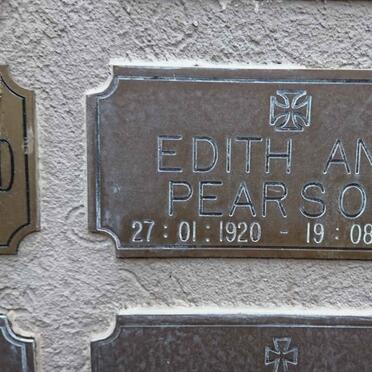 EDITH AN
PEARSO
27 : 01 : 1920 - 19 : 08